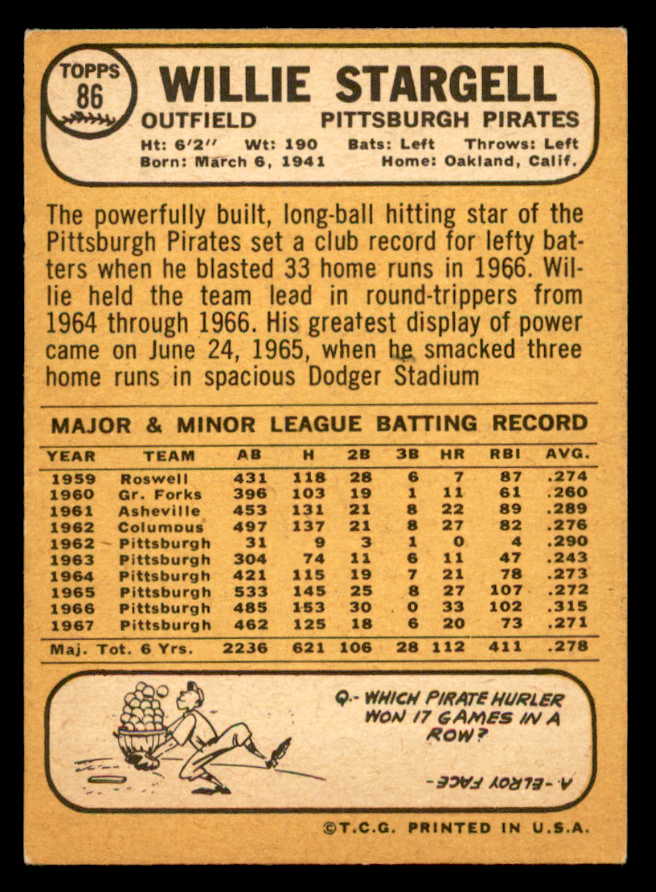 TOPPS
86
WILLIE STARGELL
OUTFIELD PITTSBURGH PIRATES
Ht: 6'2" Wt: 190 Bats: Left Throws: Left
Born: March 6, 1941 Home: Oakland, Calif.
The powerfully built, long-ball hitting star of the
Pittsburgh Pirates set a club record for lefty bat-
ters when he blasted 33 home runs in 1966. Wil-
lie held the team lead in round-trippers from
1964 through 1966. His greatest display of power
came on June 24, 1965, when he smacked three
home runs in spacious Dodger Stadium
MAJOR & MINOR LEAGUE BATTING RECORD
YEAR TEAM AB H 2B 3B HR RBI AVG.
1959 Roswell 431 118 28 6 7 87 .274
1960 Gr. Forks 396 103 19 1 11 61 .260
1961 Asheville 453 131 21 8 22 89 .289
1962 Columbus 497 137 21 8 27 82 .276
1962 Pittsburgh 31 9 3 1 0 4 .290
1963 Pittsburgh 304 74 11 6 11 47 .243
1964 Pittsburgh 421 115 19 7 21 78 .273
1965 Pittsburgh 533 145 25 8 27 107 .272
1966 Pittsburgh 485 153 30 0 33 102 .315
1967 Pittsburgh 462 125 18 6 20 73 .271
Maj. Tot. 6 Yrs. 2236 621 106 28 112 411 .278
Q.- WHICH PIRATE HURLER
WON 17 GAMES IN A
ROW?
A.- ELROY FACE-
©T.C.G. PRINTED IN U.S.A.